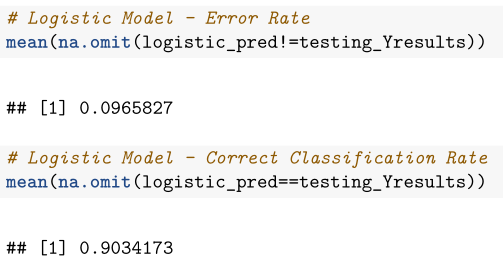 # Logistic Model - Error Rate
mean(na.omit(logistic_pred!=testing_Yresults))
## [1] 0.0965827
# Logistic Model - Correct Classification Rate
mean(na.omit(logistic_pred==testing_Yresults))
## [1] 0.9034173